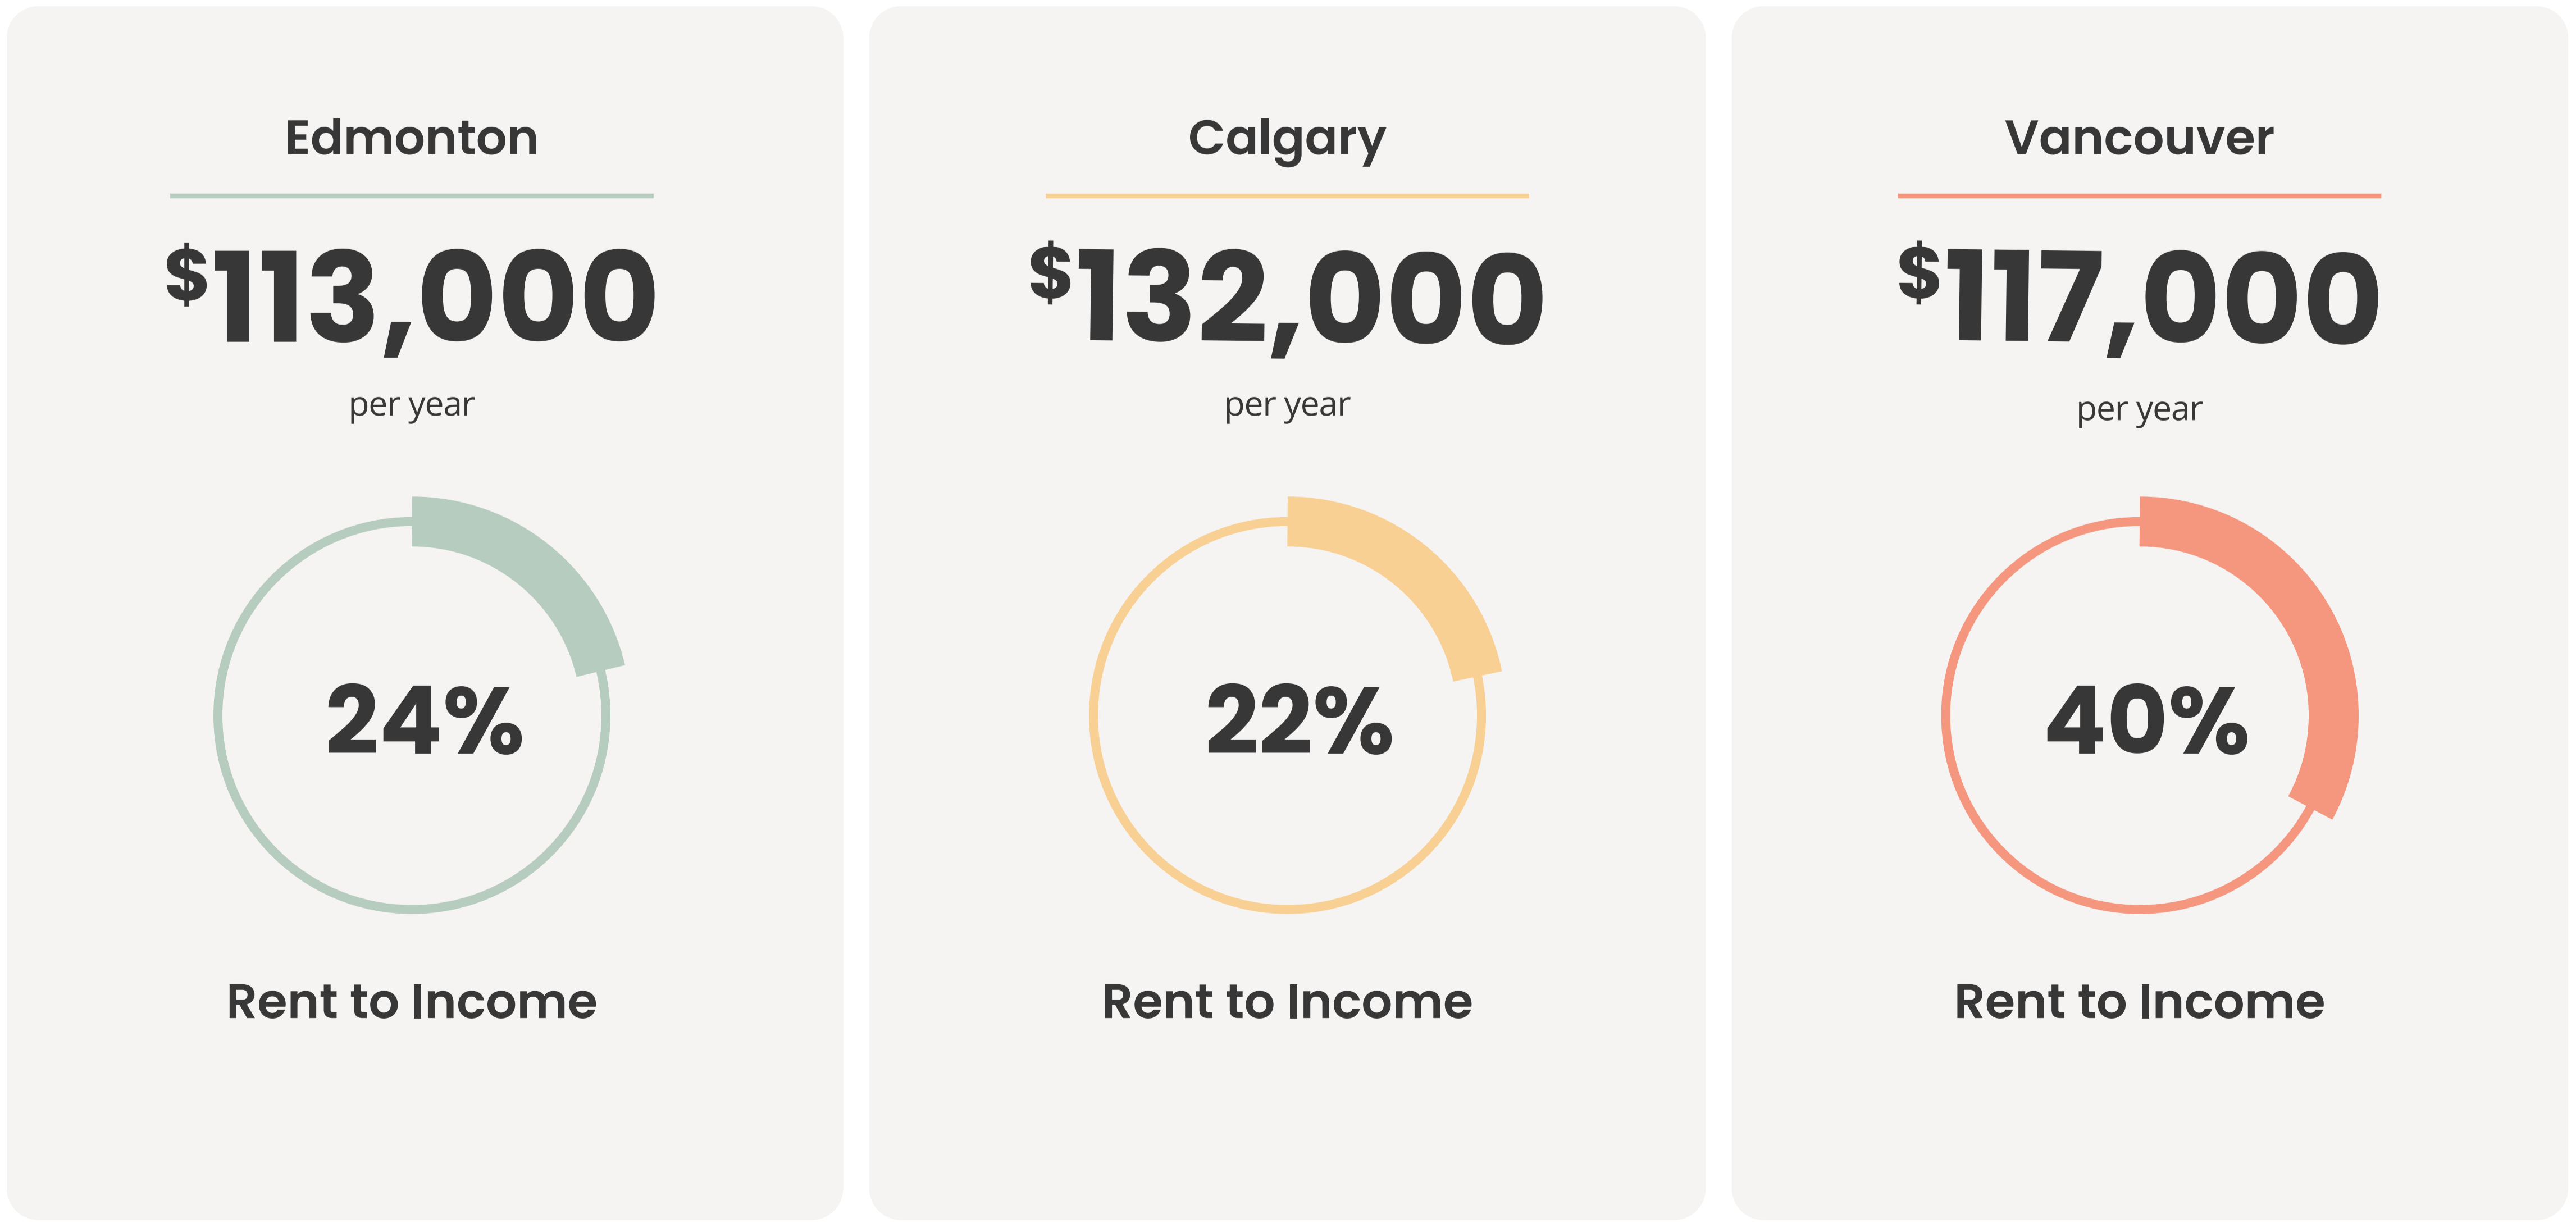 Edmonton
$113,000
per year
24%
Rent to Income
Calgary
$132,000
per year
22%
Rent to Income
Vancouver
$117,000
per year
40%
Rent to Income